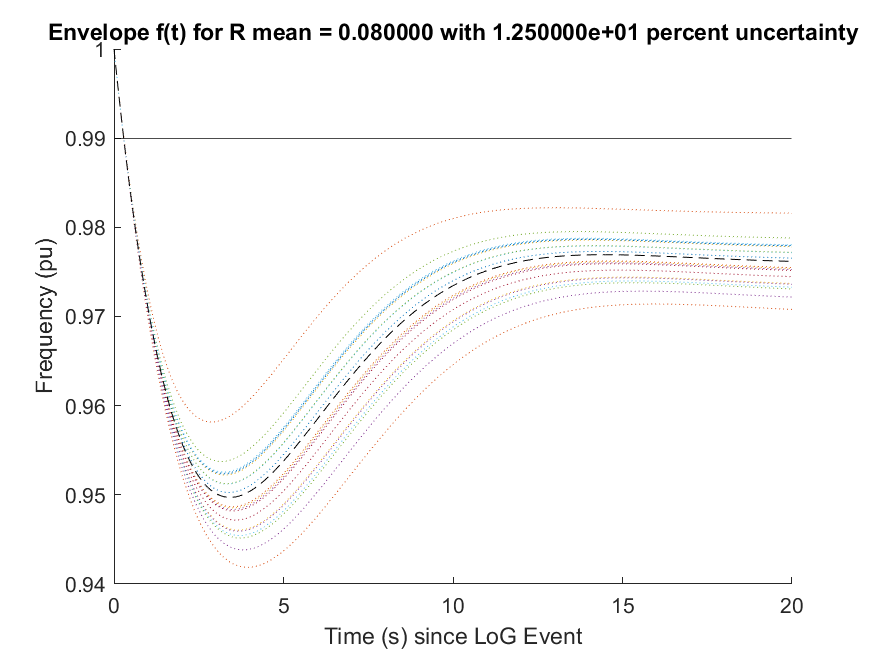 Envelope f(t) for R mean = 0.080000 with 1.250000e+01 percent uncertainty
1
0.99
0.98
0.97
0.96
0.95
0.94
Frequency (pu)
0 5 10 15 20
Time (s) since LoG Event